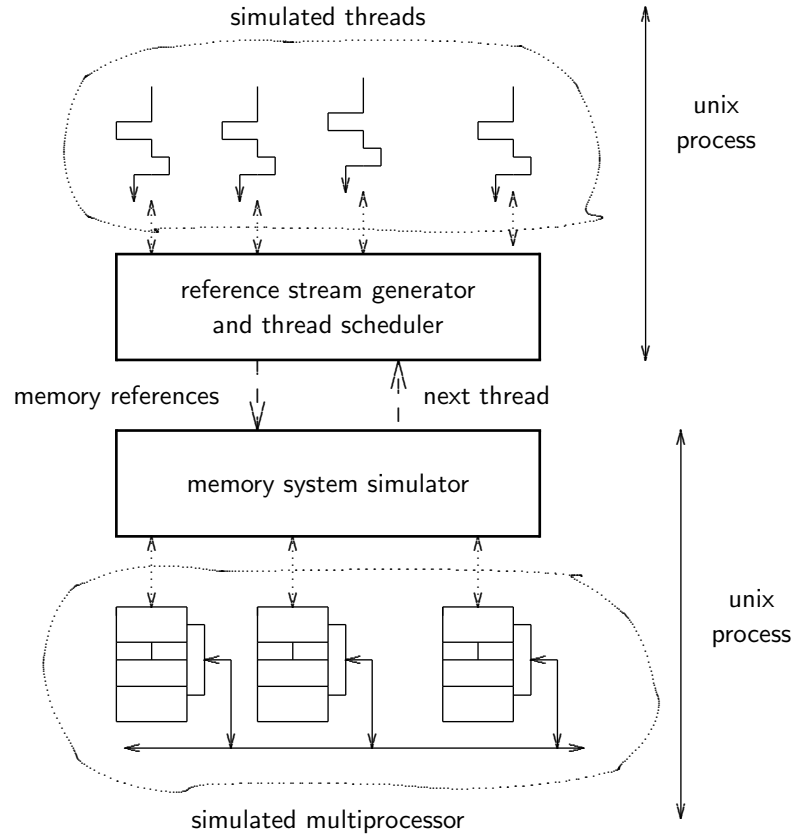 simulated threads
unix
process
reference stream generator
and thread scheduler
memory references
next thread
memory system simulator
unix
process
simulated multiprocessor